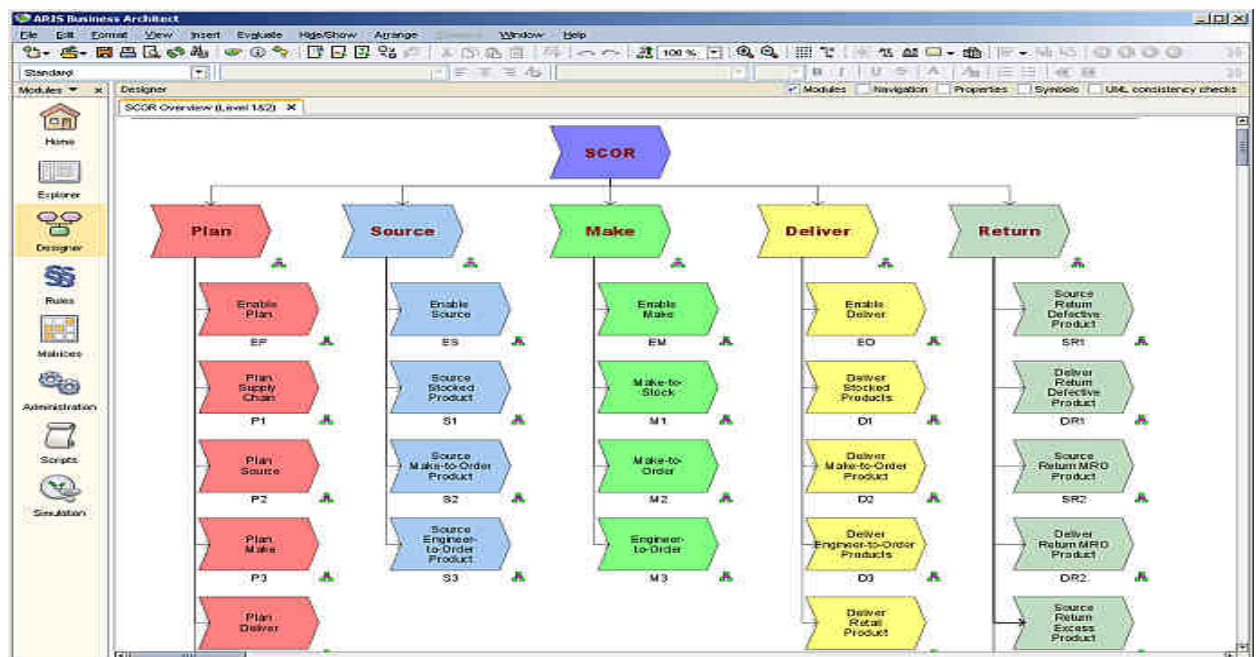 ARIS Business Architect
File Edit Format View Insert Evaluate Hide/Show Arrange Window Help
100 %
Standard
B I U S A
Modules
Designer
Modules Navigation Properties Symbols UML consistency checks
SCOR Overview (Level 1&2)
Home
Explorer
Designer
Rules
Matrices
Administration
Scripts
Simulation
SCOR
Plan
Source
Make
Deliver
Return
Enable
Plan
EP
Plan
Supply
Chain
P1
Plan
Source
P2
Plan
Make
P3
Plan
Deliver
Enable
Source
ES
Source
Stocked
Product
S1
Source
Make-to-Order
Product
S2
Source
Engineer-
to-Order
Product
S3
Enable
Make
EM
Make-to-
Stock
M1
Make-to-
Order
M2
Engineer-
to-Order
M3
Enable
Deliver
ED
Deliver
Stocked
Products
D1
Deliver
Make-to-Order
Product
D2
Deliver
Engineer-to-Order
Products
D3
Deliver
Retail
Product
Source
Return
Defective
Product
SR1
Deliver
Return
Defective
Product
DR1
Source
Return MRO
Product
SR2
Deliver
Return MRO
Product
DR2
Source
Return
Excess
Product